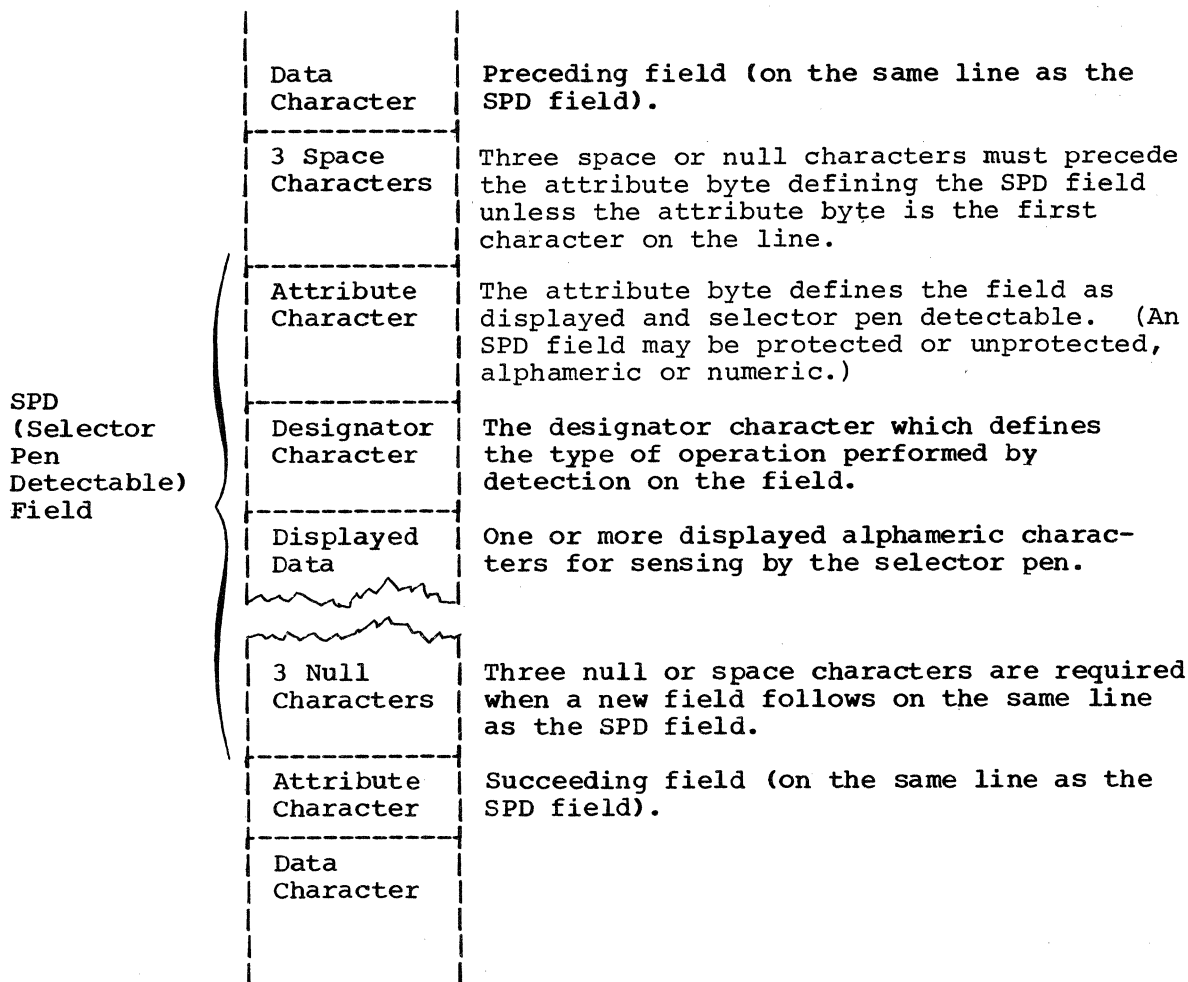 Data
Character
Preceding field (on the same line as the
SPD field).
3 Space
Characters
Three space or null characters must precede
the attribute byte defining the SPD field
unless the attribute byte is the first
character on the line.
Attribute
Character
The attribute byte defines the field as
displayed and selector pen detectable. (An
SPD field may be protected or unprotected,
alphameric or numeric.)
SPD
(Selector
Pen
Detectable)
Field
Designator
Character
The designator character which defines
the type of operation performed by
detection on the field.
Displayed
Data
One or more displayed alphameric charac-
ters for sensing by the selector pen.
3 Null
Characters
Three null or space characters are required
when a new field follows on the same line
as the SPD field.
Attribute
Character
Succeeding field (on the same line as the
SPD field).
Data
Character